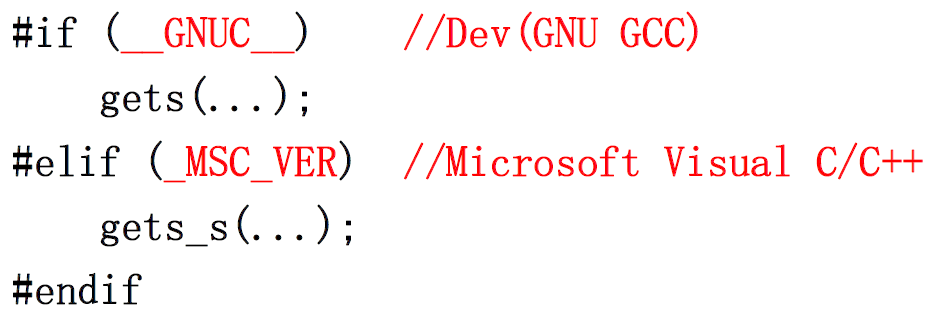 #if (__GNUC__)    //Dev(GNU GCC)
    gets(...);
#elif (_MSC_VER)  //Microsoft Visual C/C++
    gets_s(...);
#endif